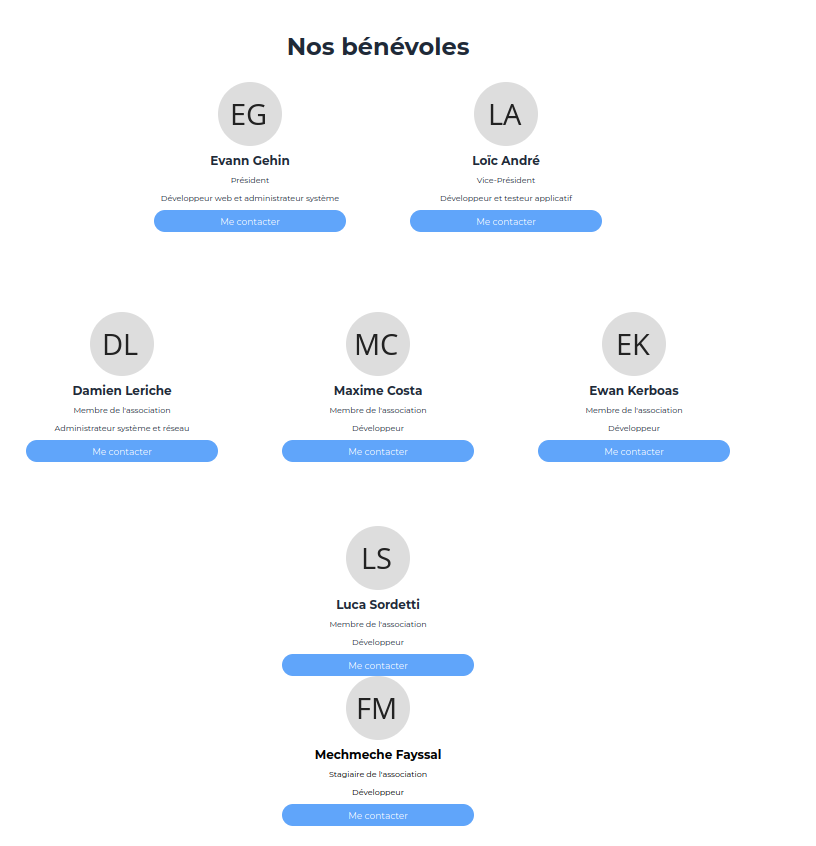 Nos bénévoles
EG
Evann Gehin
Président
Développeur web et administrateur système
Me contacter
LA
Loïc André
Vice-Président
Développeur et testeur applicatif
Me contacter
DL
Damien Leriche
Membre de l'association
Administrateur système et réseau
Me contacter
MC
Maxime Costa
Membre de l'association
Développeur
Me contacter
EK
Ewan Kerboas
Membre de l'association
Développeur
Me contacter
LS
Luca Sordetti
Membre de l'association
Développeur
Me contacter
FM
Mechmeche Fayssal
Stagiaire de l'association
Développeur
Me contacter